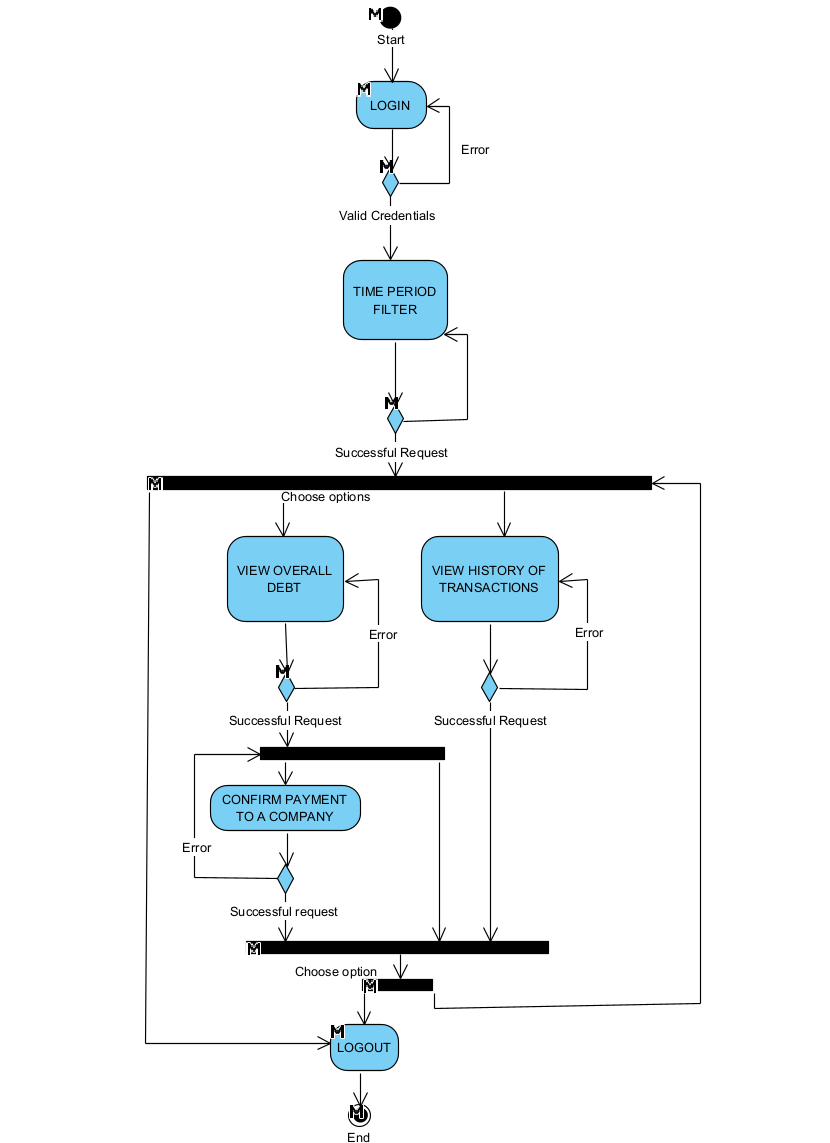 Start
LOGIN
Error
Valid Credentials
TIME PERIOD
FILTER
Successful Request
Choose options
VIEW OVERALL
DEBT
VIEW HISTORY OF
TRANSACTIONS
Error
Error
Successful Request
Successful Request
CONFIRM PAYMENT
TO A COMPANY
Error
Successful request
Choose option
LOGOUT
End